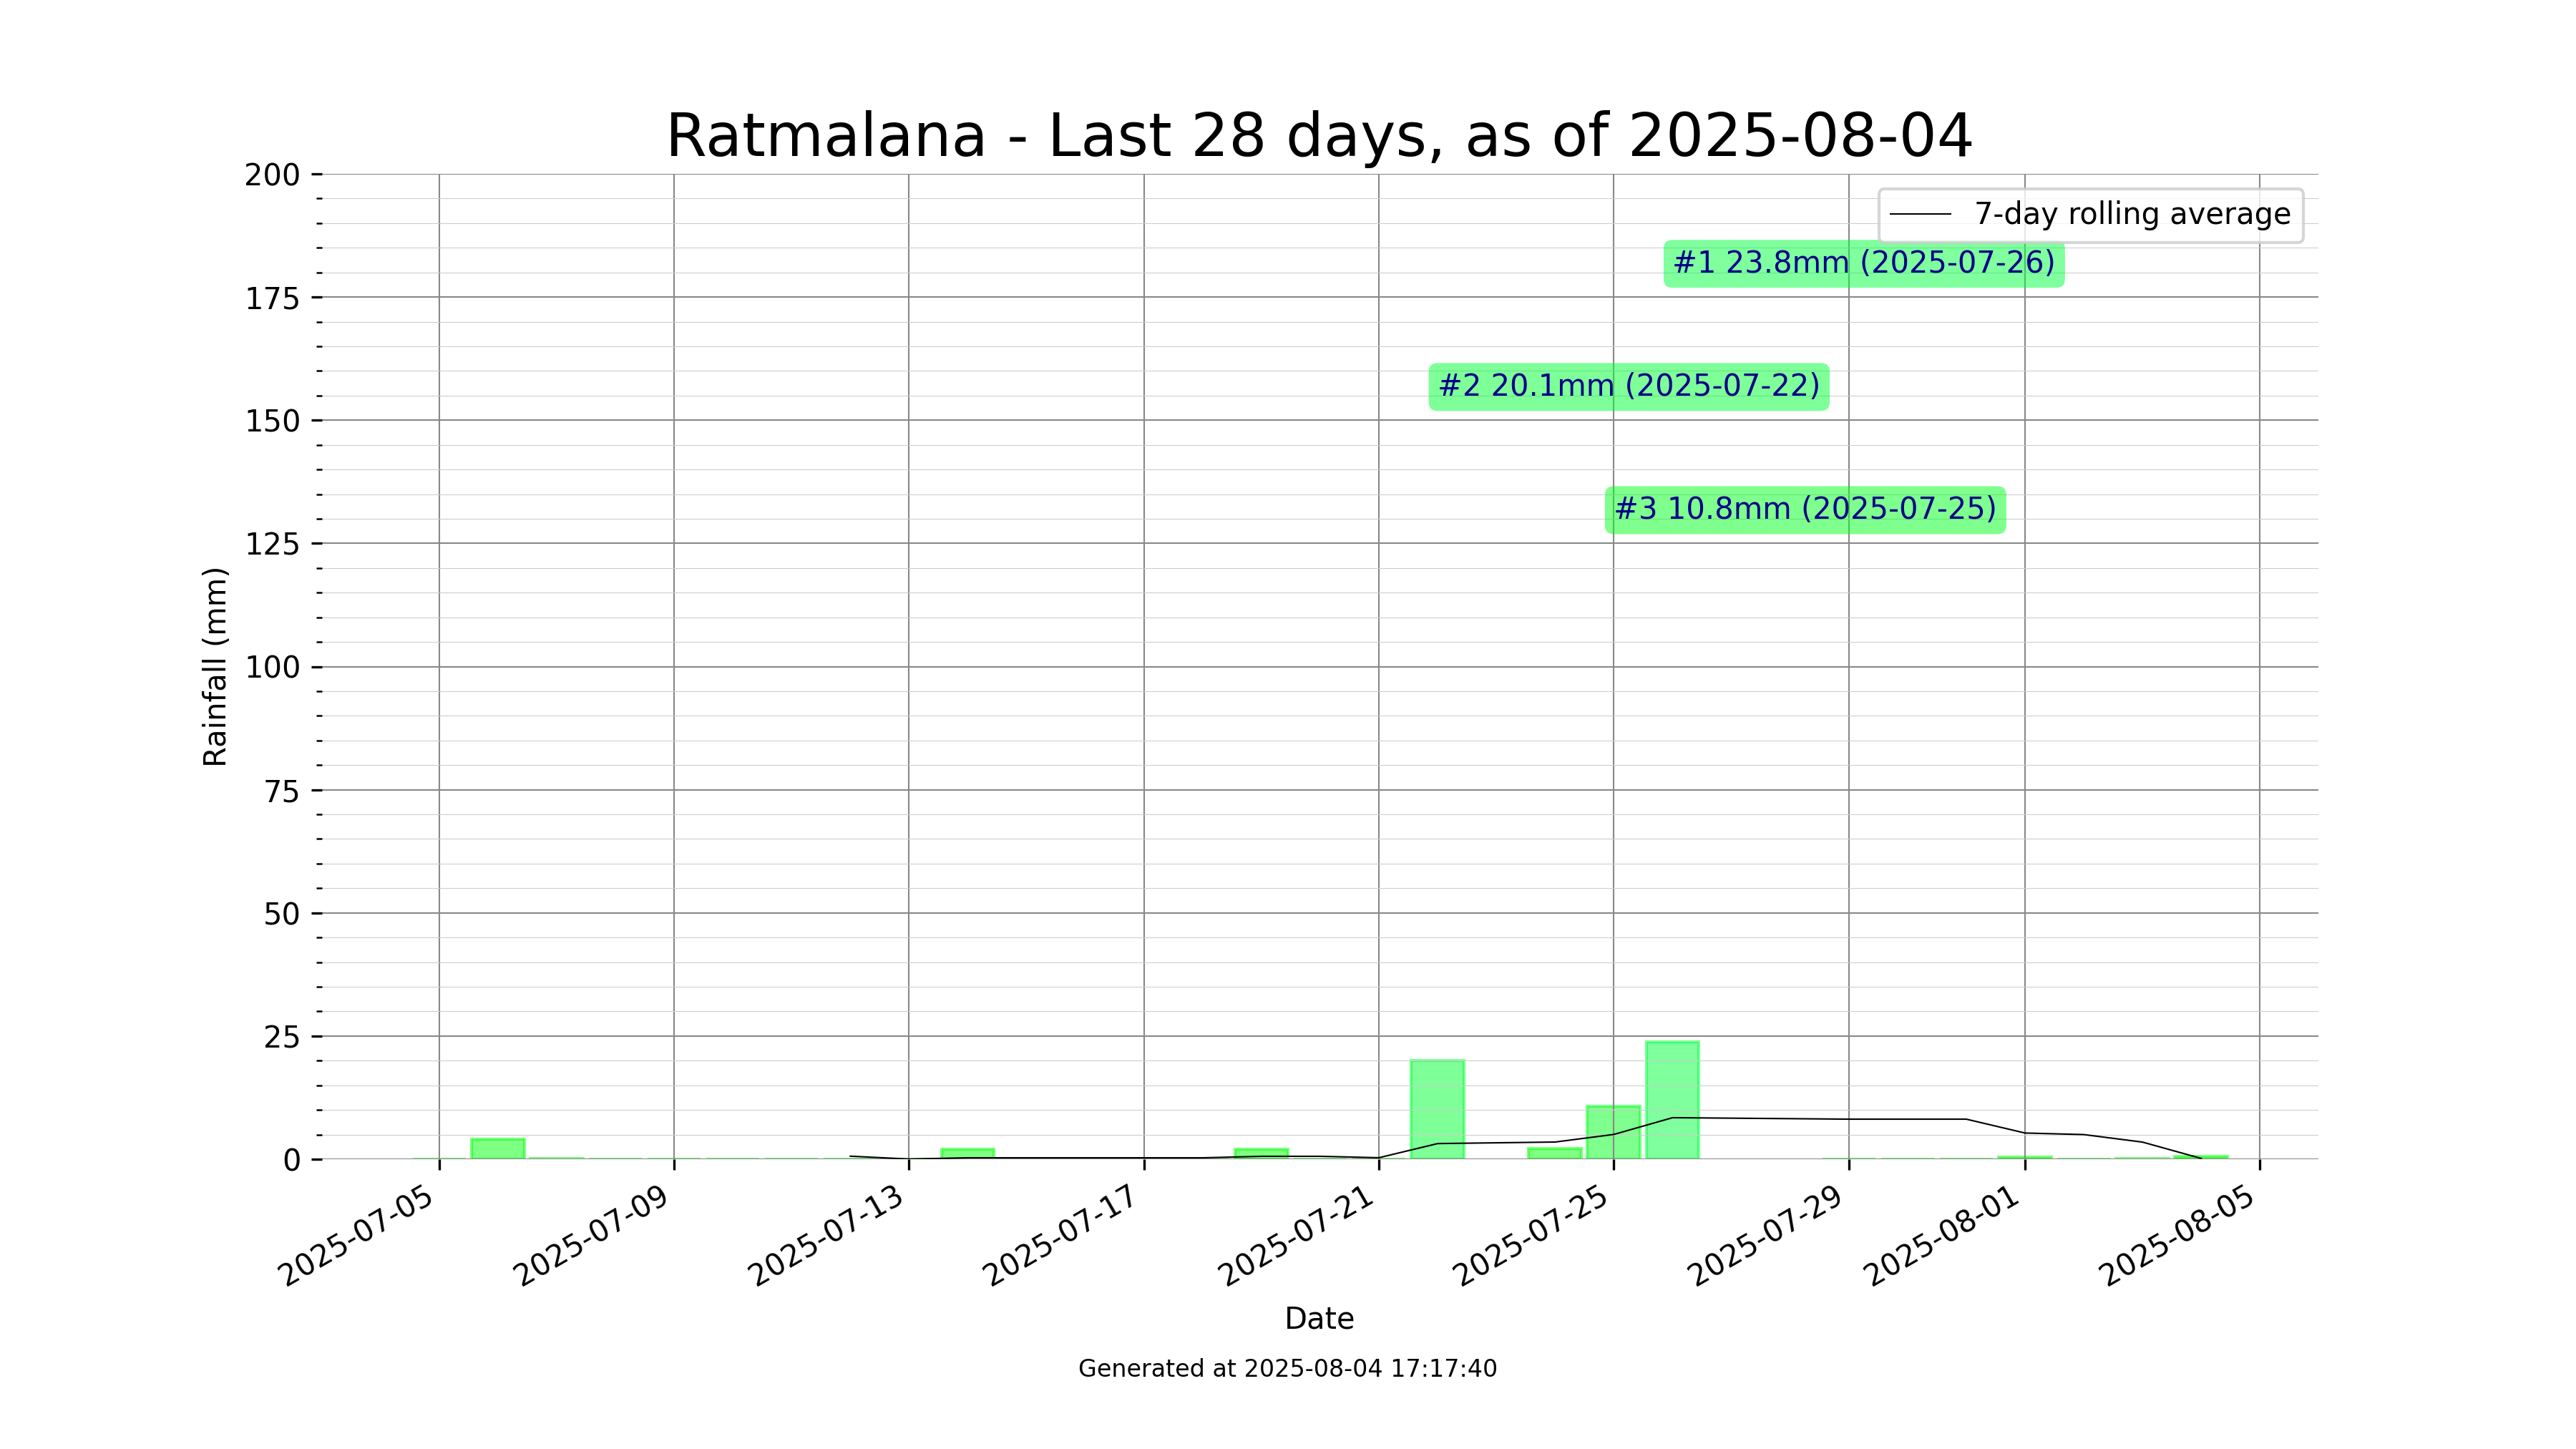 Ratmalana - Last 28 days, as of 2025-08-04
7-day rolling average
#1 23.8mm (2025-07-26)
#2 20.1mm (2025-07-22)
#3 10.8mm (2025-07-25)
Rainfall (mm)
200
175
150
125
100
75
50
25
0
2025-07-05
2025-07-09
2025-07-13
2025-07-17
2025-07-21
2025-07-25
2025-07-29
2025-08-01
2025-08-05
Date
Generated at 2025-08-04 17:17:40